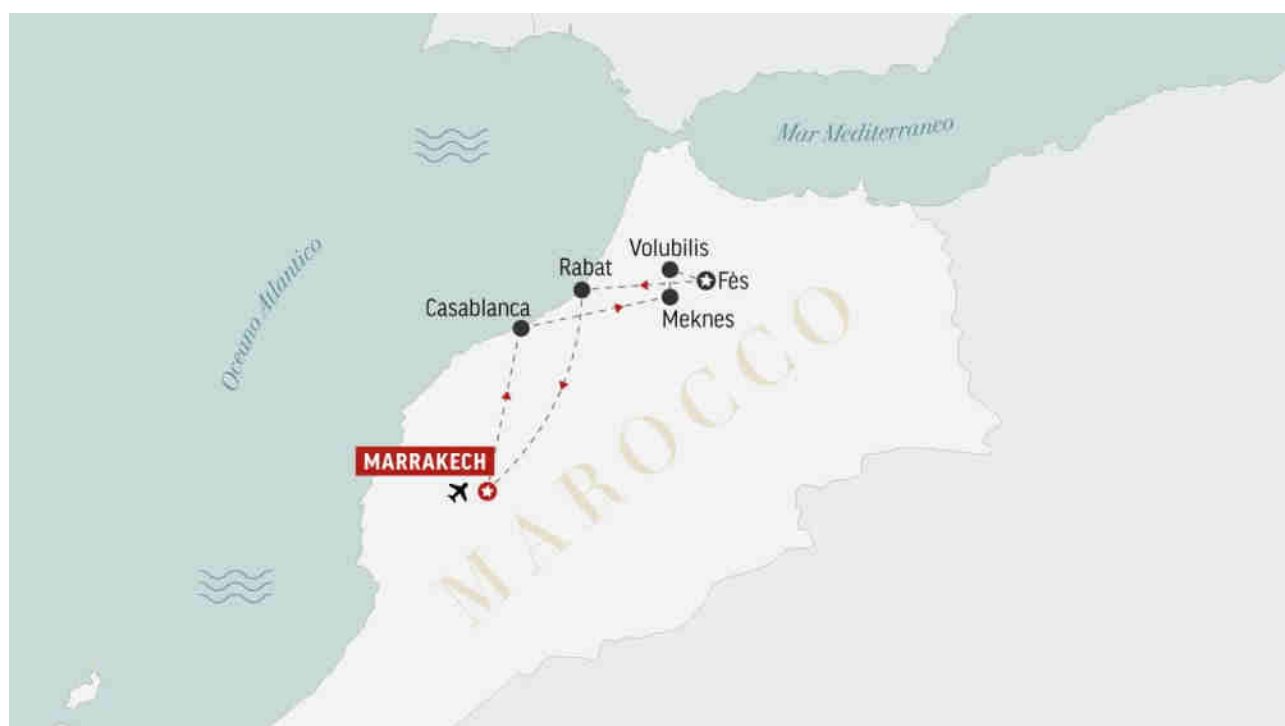 Mar Mediterraneo
Oceano Atlantico
Volubilis
Rabat
Fès
Casablanca
Meknes
MARRAKECH
MAROCCO